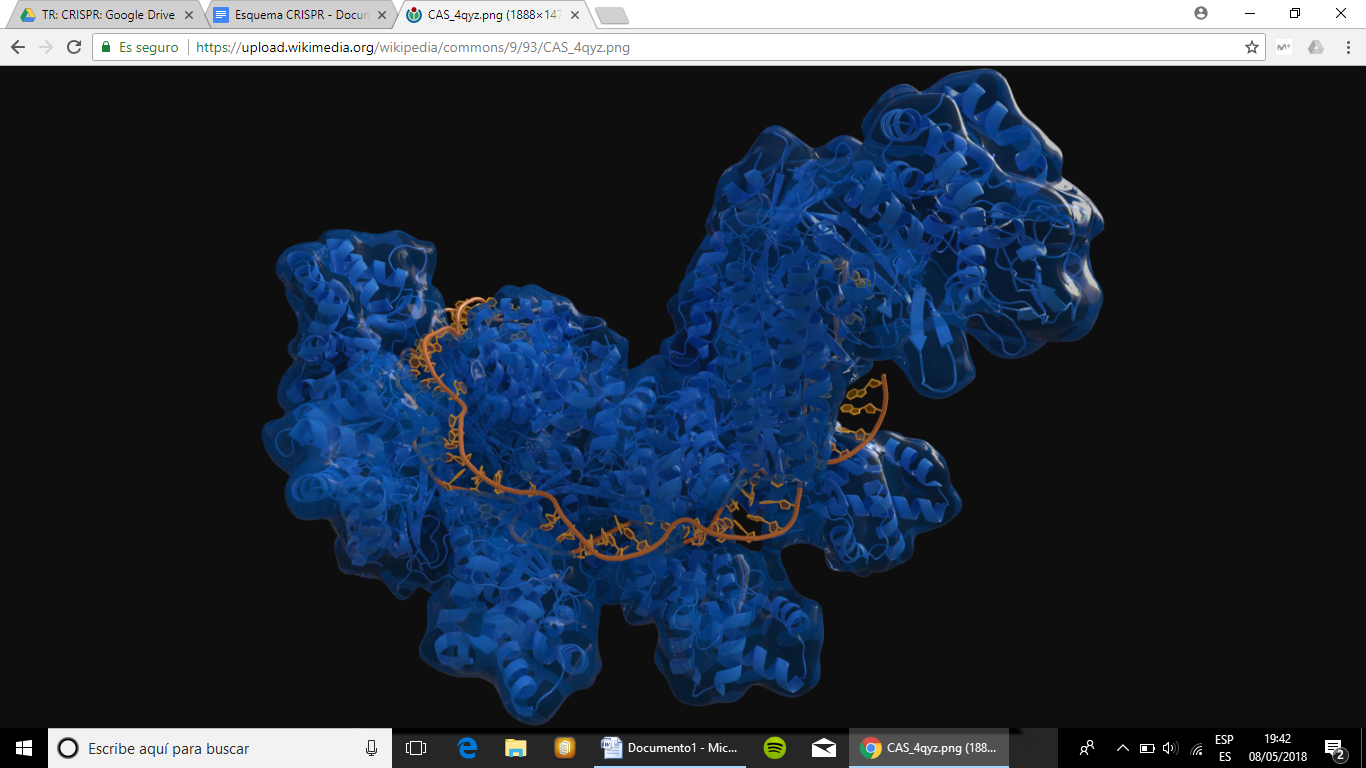 TR: CRISPR: Google Drive
Esquema CRISPR - Docum
CAS_4qyz.png (1888×147
Es seguro
https://upload.wikimedia.org/wikipedia/commons/9/93/CAS_4qyz.png
Escribe aquí para buscar
Documento1 - Mic...
CAS_4qyz.png (188...
ESP
ES
19:42
08/05/2018
2